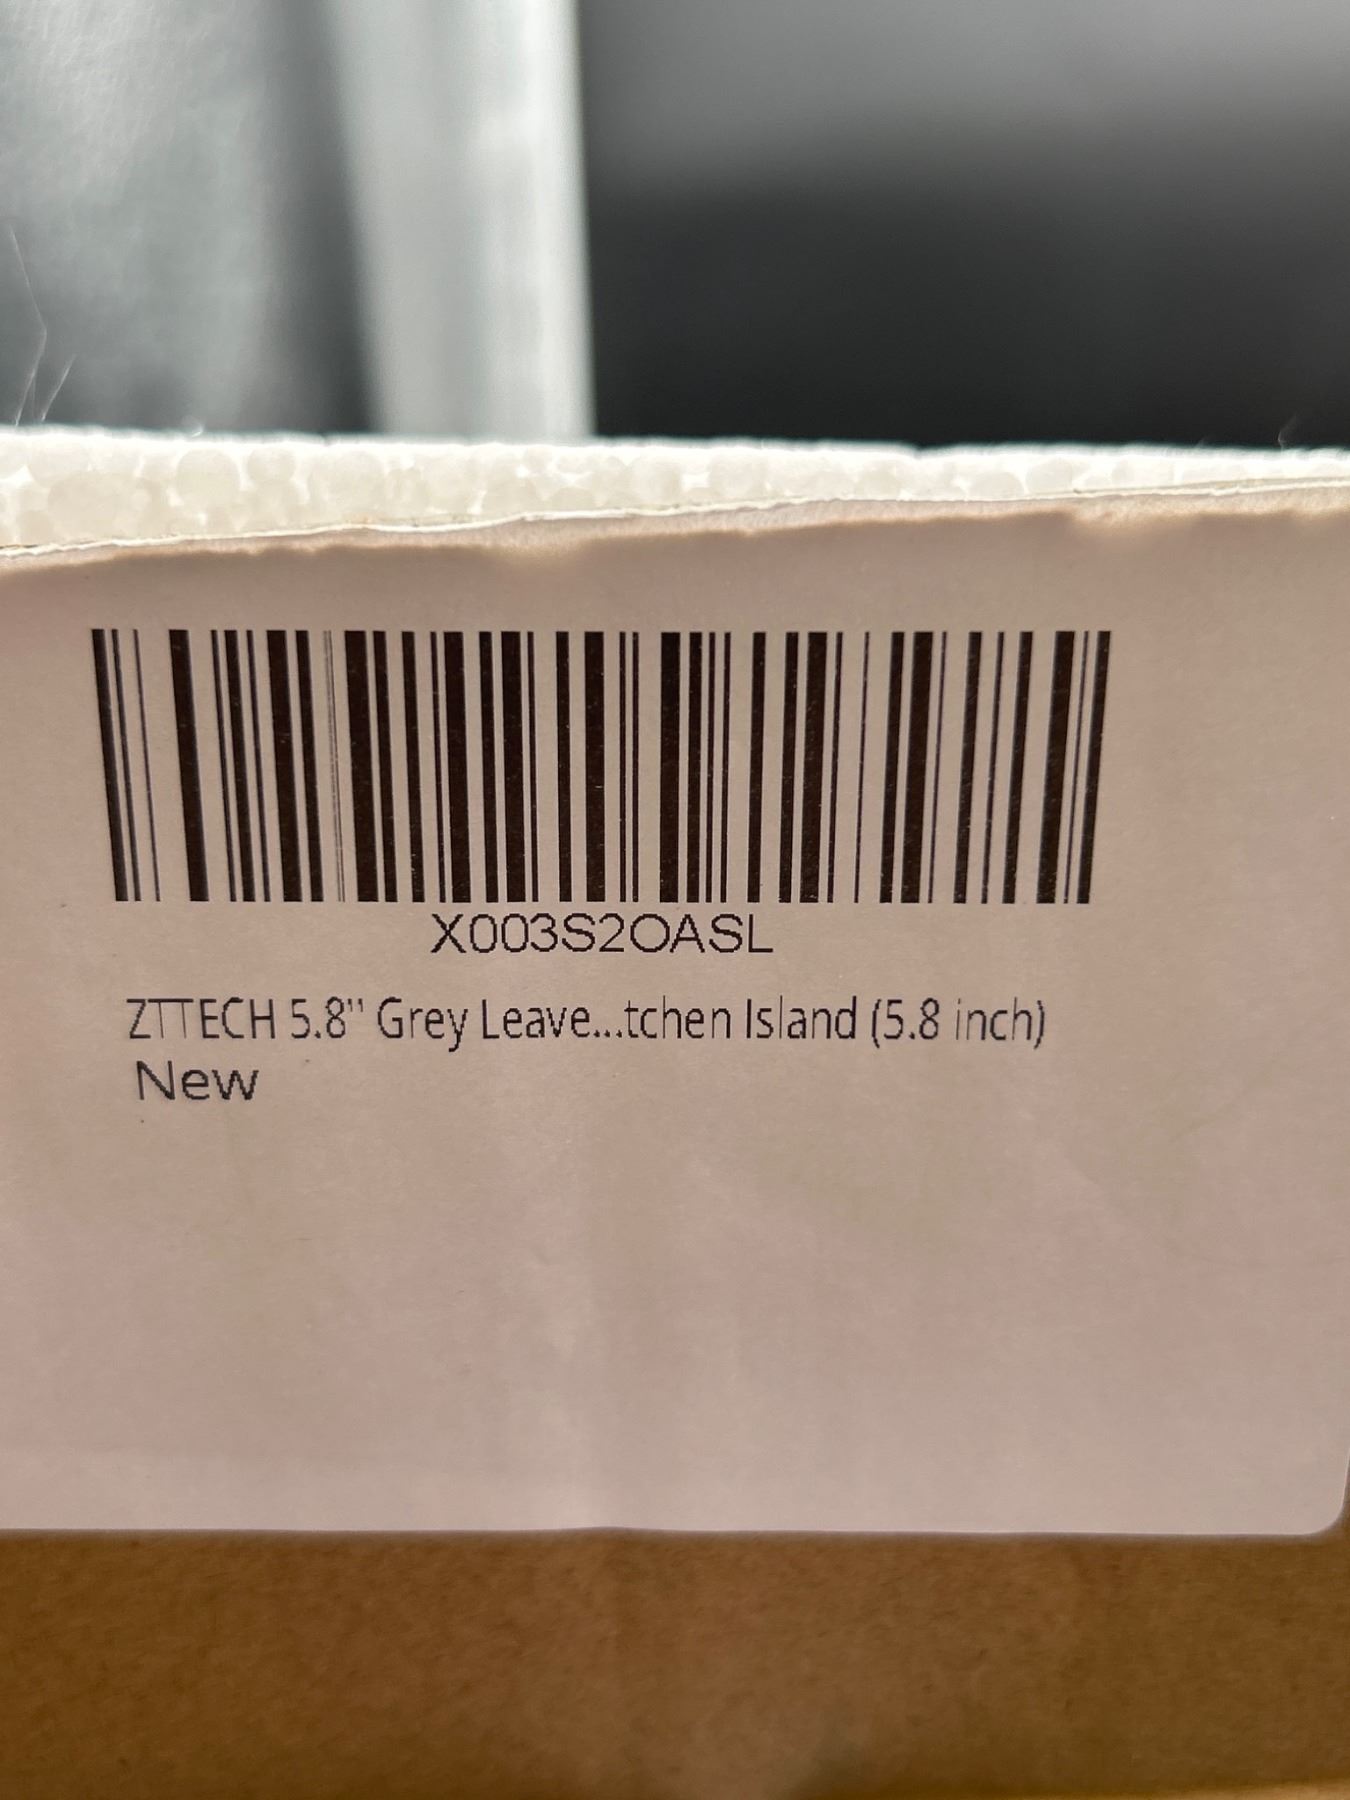 X003S2OASL
ZTTECH 5.8" Grey Leave...tchen Island (5.8 inch)
New